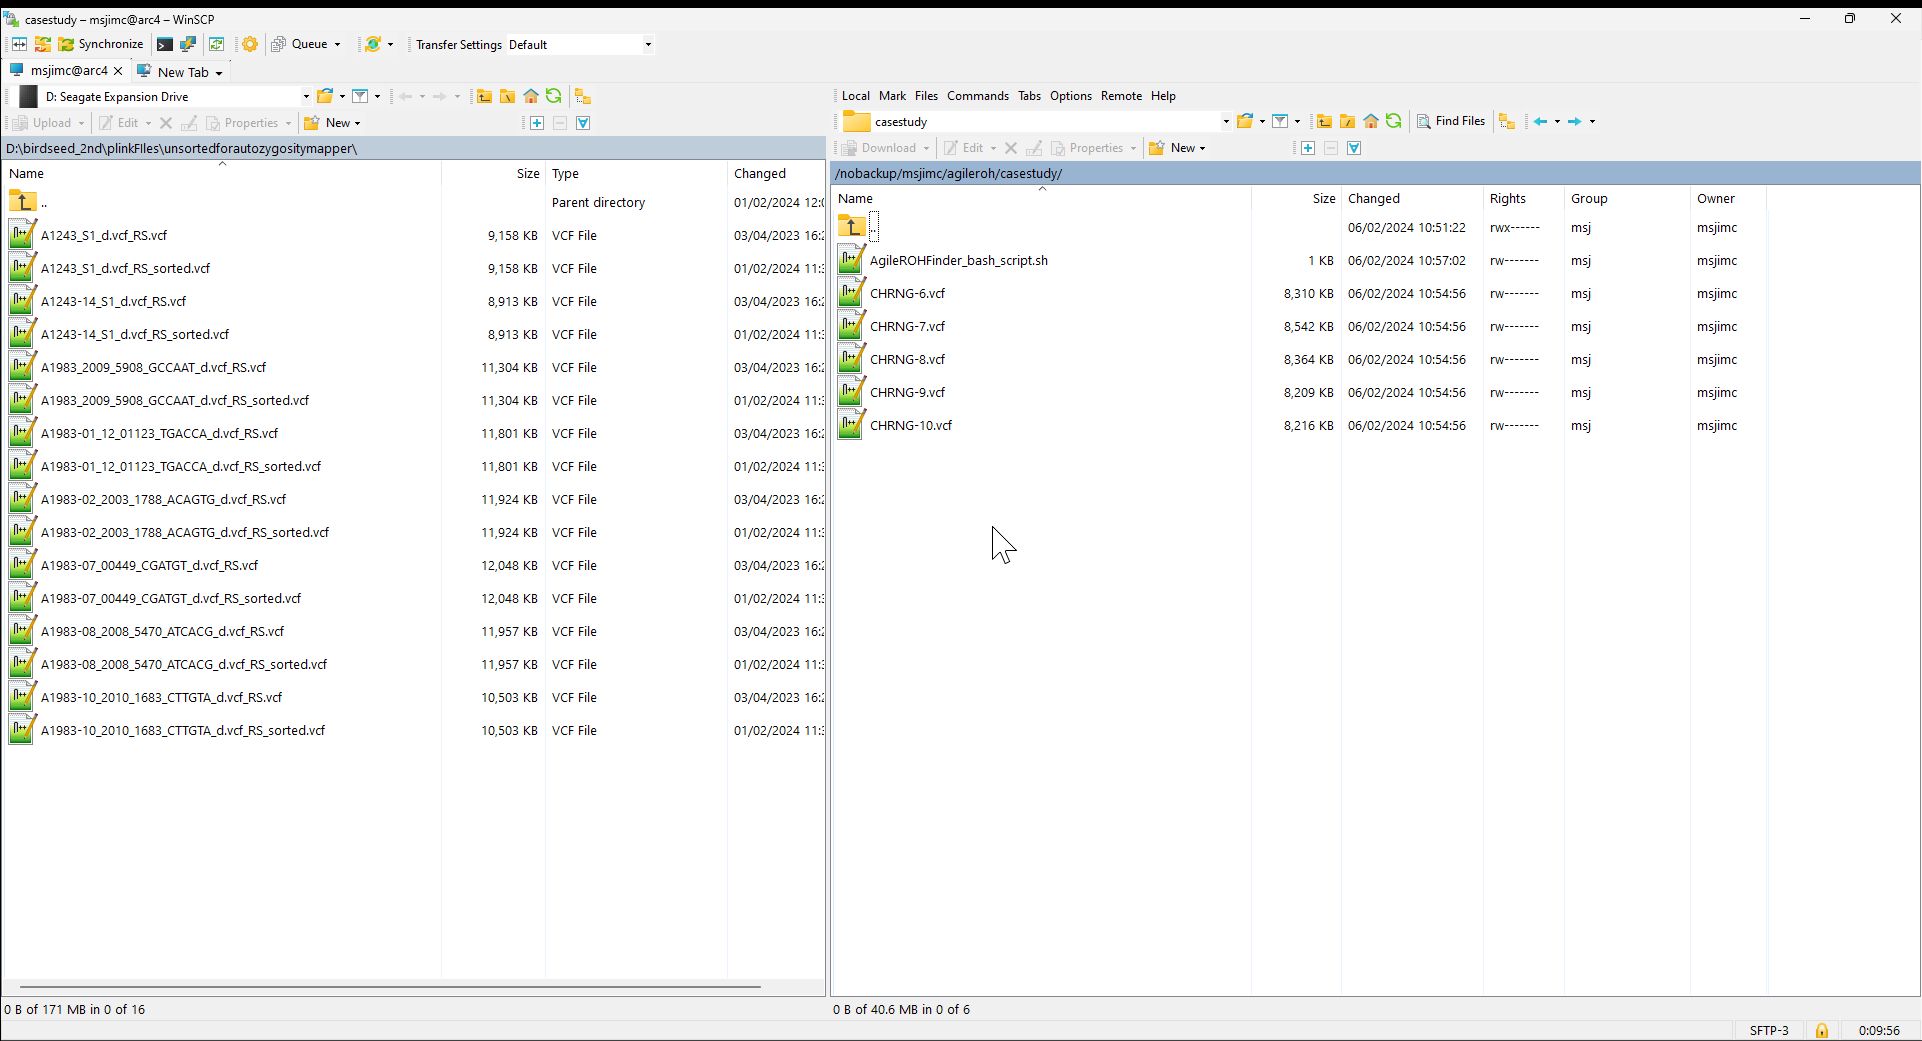 casestudy – msjimc@arc4 – WinSCP
Synchronize Queue Transfer Settings Default
msjimc@arc4 New Tab
D: Seagate Expansion Drive
Upload Edit Properties New
D:\birdseed_2nd\plinkFIles\unsortedforautozygositymapper\
Name Size Type Changed
.. Parent directory 01/02/2024 12:
A1243_S1_d.vcf_RS.vcf 9,158 KB VCF File 03/04/2023 16:
A1243_S1_d.vcf_RS_sorted.vcf 9,158 KB VCF File 01/02/2024 11:
A1243-14_S1_d.vcf_RS.vcf 8,913 KB VCF File 03/04/2023 16:
A1243-14_S1_d.vcf_RS_sorted.vcf 8,913 KB VCF File 01/02/2024 11:
A1983_2009_5908_GCCAAT_d.vcf_RS.vcf 11,304 KB VCF File 03/04/2023 16:
A1983_2009_5908_GCCAAT_d.vcf_RS_sorted.vcf 11,304 KB VCF File 01/02/2024 11:
A1983-01_12_01123_TGACCA_d.vcf_RS.vcf 11,801 KB VCF File 03/04/2023 16:
A1983-01_12_01123_TGACCA_d.vcf_RS_sorted.vcf 11,801 KB VCF File 01/02/2024 11:
A1983-02_2003_1788_ACAGTG_d.vcf_RS.vcf 11,924 KB VCF File 03/04/2023 16:
A1983-02_2003_1788_ACAGTG_d.vcf_RS_sorted.vcf 11,924 KB VCF File 01/02/2024 11:
A1983-07_00449_CGATGT_d.vcf_RS.vcf 12,048 KB VCF File 03/04/2023 16:
A1983-07_00449_CGATGT_d.vcf_RS_sorted.vcf 12,048 KB VCF File 01/02/2024 11:
A1983-08_2008_5470_ATCACG_d.vcf_RS.vcf 11,957 KB VCF File 03/04/2023 16:
A1983-08_2008_5470_ATCACG_d.vcf_RS_sorted.vcf 11,957 KB VCF File 01/02/2024 11:
A1983-10_2010_1683_CTTGTA_d.vcf_RS.vcf 10,503 KB VCF File 03/04/2023 16:
A1983-10_2010_1683_CTTGTA_d.vcf_RS_sorted.vcf 10,503 KB VCF File 01/02/2024 11:
0 B of 171 MB in 0 of 16
Local Mark Files Commands Tabs Options Remote Help
casestudy Find Files
Download Edit Properties New
/nobackup/msjimc/agileroh/casestudy/
Name Size Changed Rights Group Owner
.. 06/02/2024 10:51:22 rwx------ msj msjimc
AgileROHFinder_bash_script.sh 1 KB 06/02/2024 10:57:02 rw------- msj msjimc
CHRNG-6.vcf 8,310 KB 06/02/2024 10:54:56 rw------- msj msjimc
CHRNG-7.vcf 8,542 KB 06/02/2024 10:54:56 rw------- msj msjimc
CHRNG-8.vcf 8,364 KB 06/02/2024 10:54:56 rw------- msj msjimc
CHRNG-9.vcf 8,209 KB 06/02/2024 10:54:56 rw------- msj msjimc
CHRNG-10.vcf 8,216 KB 06/02/2024 10:54:56 rw------- msj msjimc
0 B of 40.6 MB in 0 of 6
SFTP-3 0:09:56